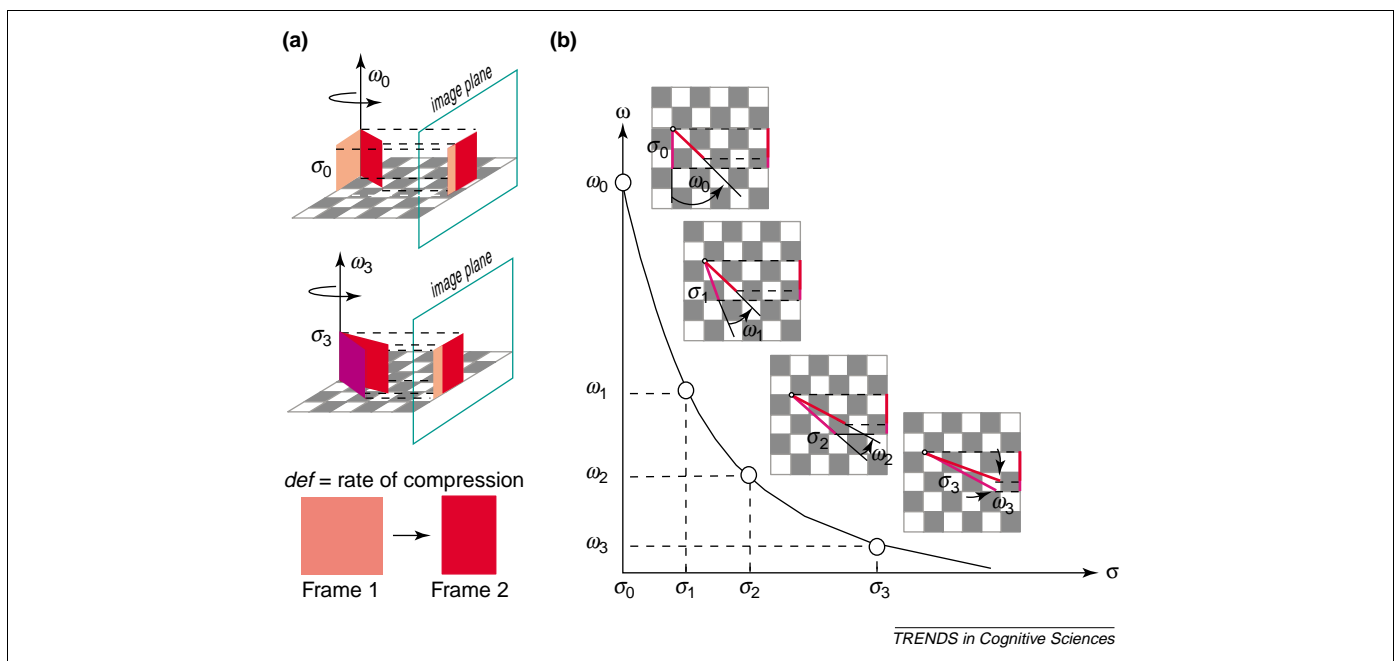 (a)
ω0
image plane
σ0
ω3
image plane
σ3
def = rate of compression
Frame 1
Frame 2
(b)
ω
ω0
ω1
ω2
ω3
σ0
σ1
σ2
σ3
σ
σ0
ω0
σ1
ω1
σ2
ω2
σ3
ω3
TRENDS in Cognitive Sciences